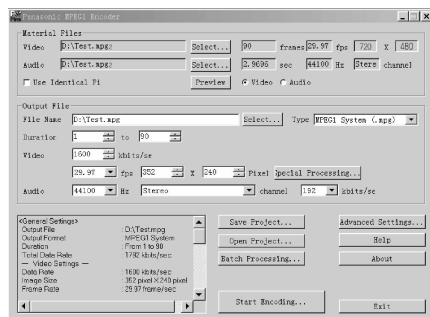 Panasonic MPEG1 Encoder
Material Files
Video D:\Test.mpg Select... 90 frames 29.97 fps 720 X 480
Audio D:\Test.mpg Select... 2.9696 sec 44100 Hz Stere channel
Use Identical Pi Preview Video Audio
Output File
File Name D:\Test.mpg Select... Type MPEG1 System (.mpg)
Duratior 1 to 90
Video 1600 kbits/se
29.97 fps 352 X 240 Pixel pecial Processing...
Audio 44100 Hz Stereo channel 192 kbits/se
<General Settings>
Output File : D:\Test.mpg
Output Format : MPEG1 System
Duration : From 1 to 90
Total Data Rate : 1792 kbits/sec
— Video Settings —
Data Rate : 1600 kbits/sec
Image Size : 352 pixel X 240 pixel
Frame Rate : 29.97 frame/sec
Save Project... Advanced Settings...
Open Project... Help
Batch Processing... About
Start Encoding... Exit